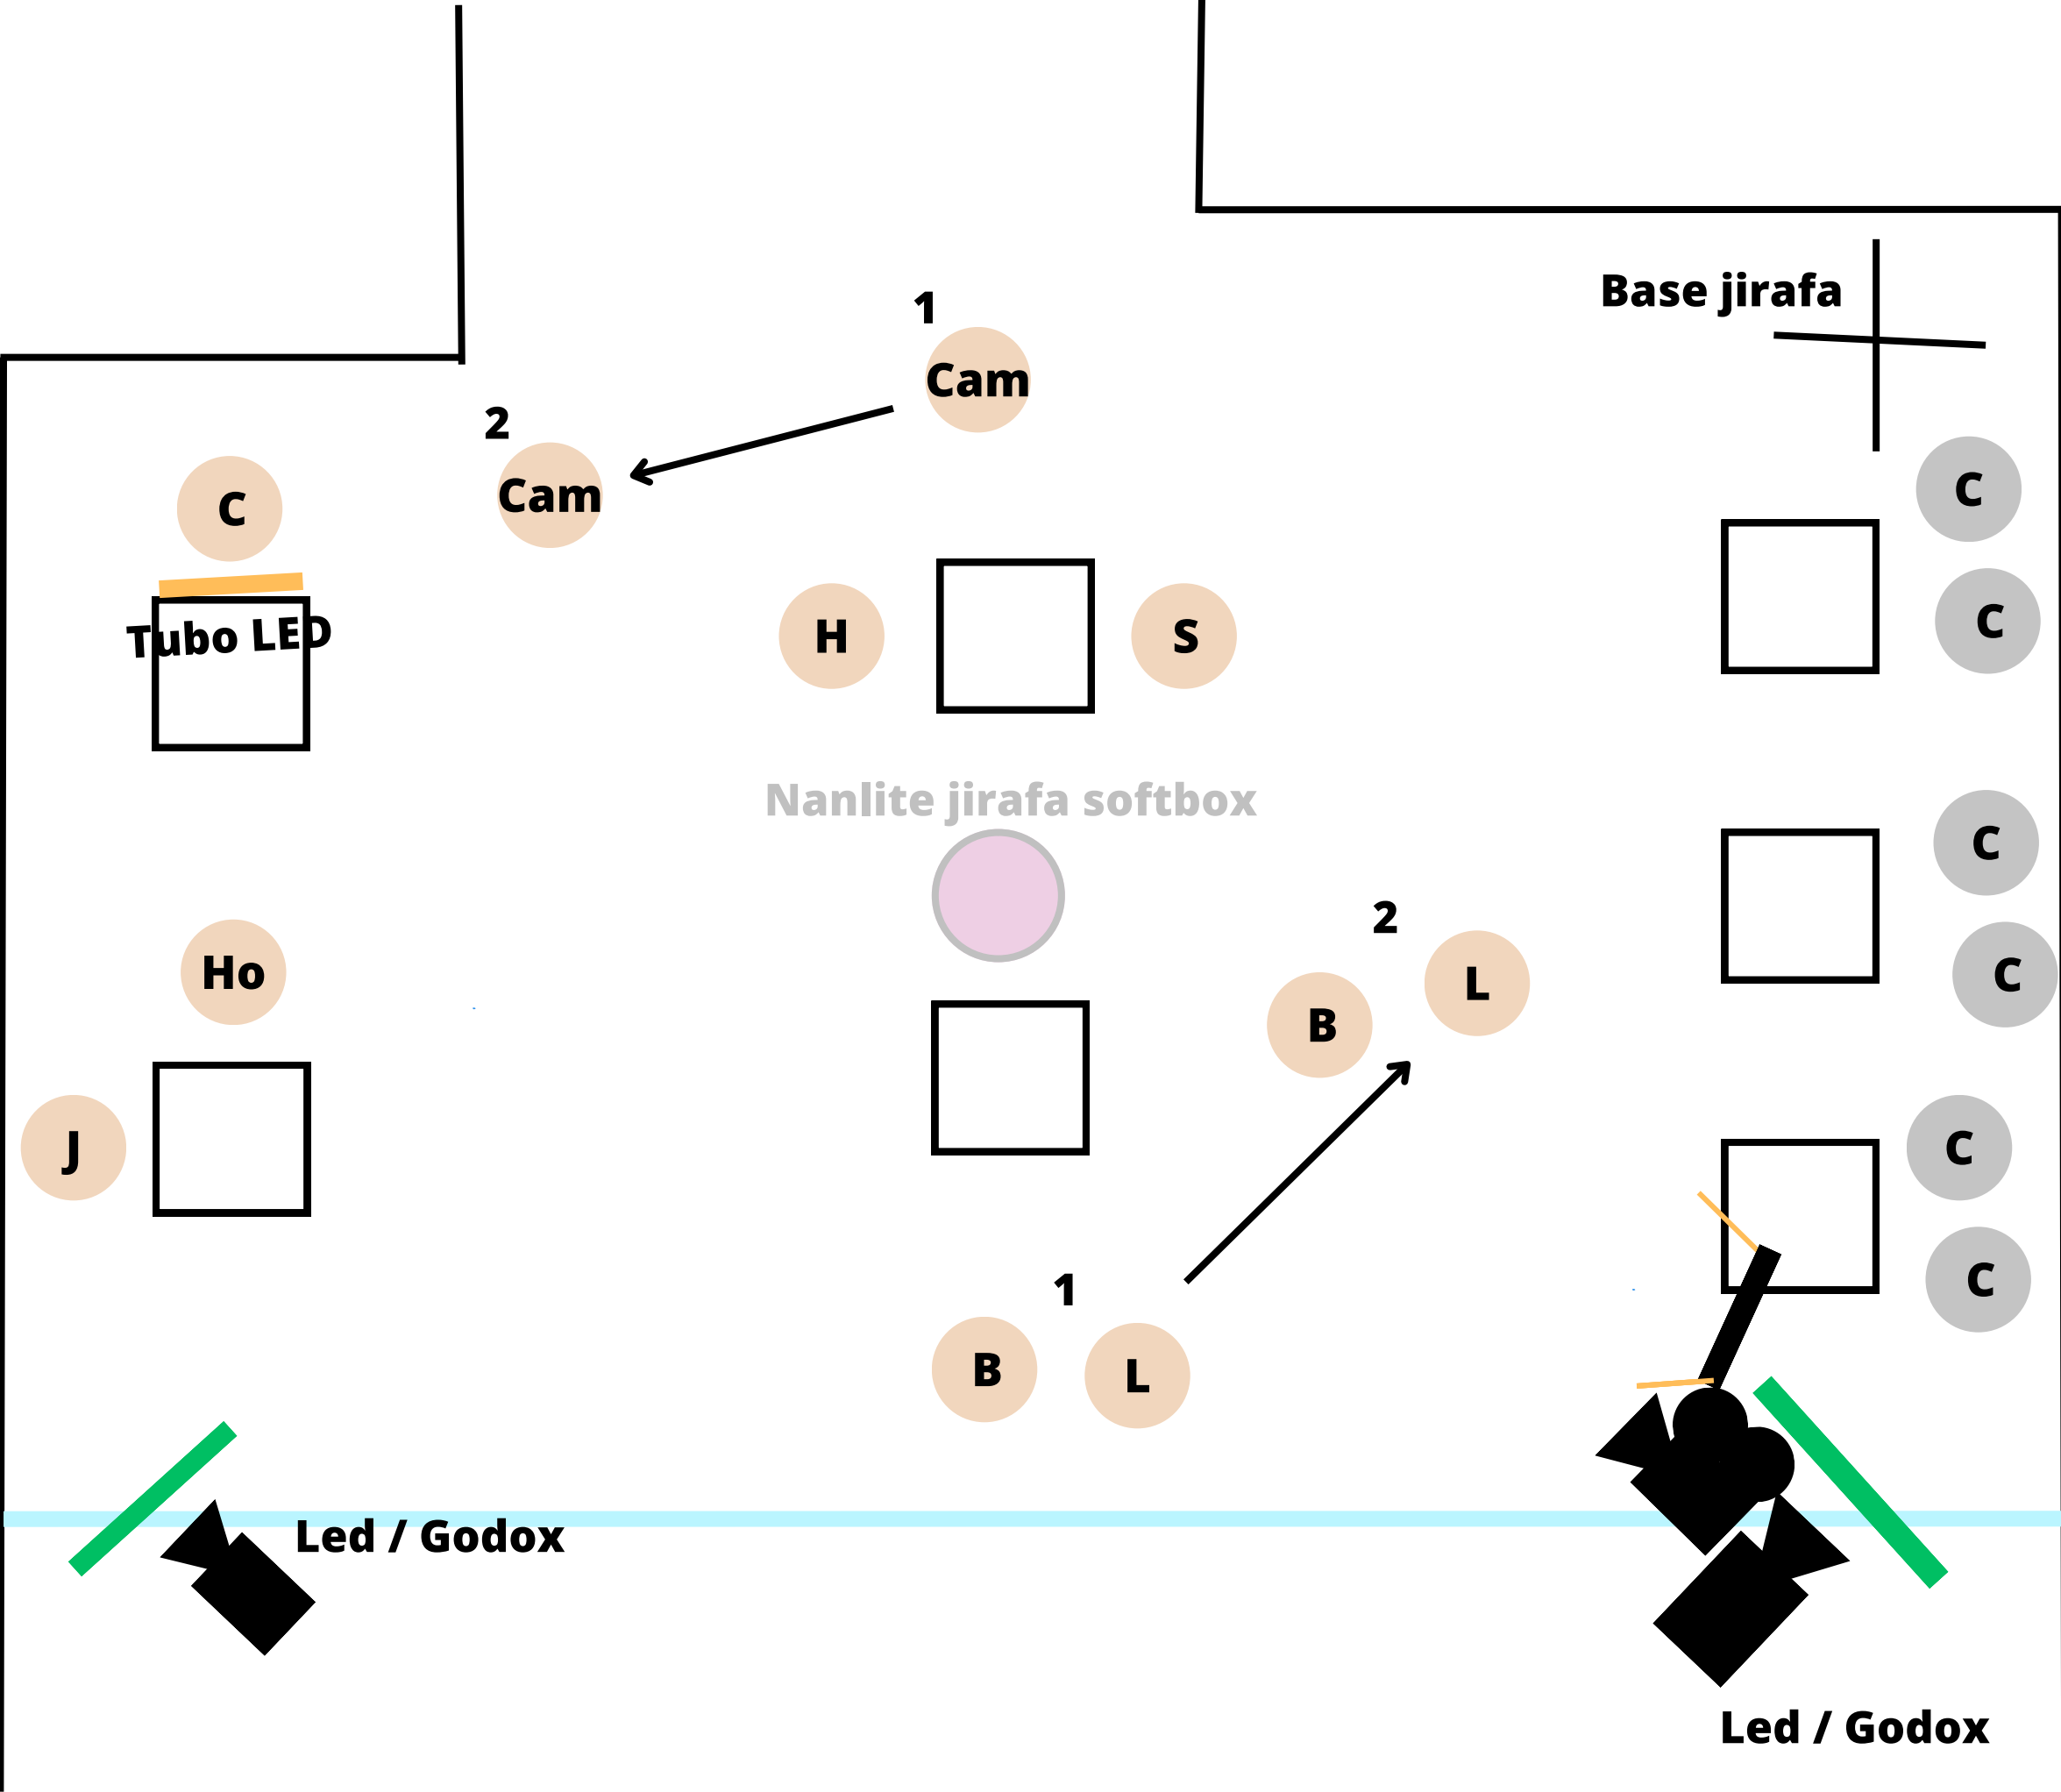 Base jirafa
1
Cam
2
Cam
C
C
C
Tubo LED
H
S
Nanlite jirafa softbox
C
C
2
B
L
Ho
J
C
C
1
B
L
Led / Godox
Led / Godox